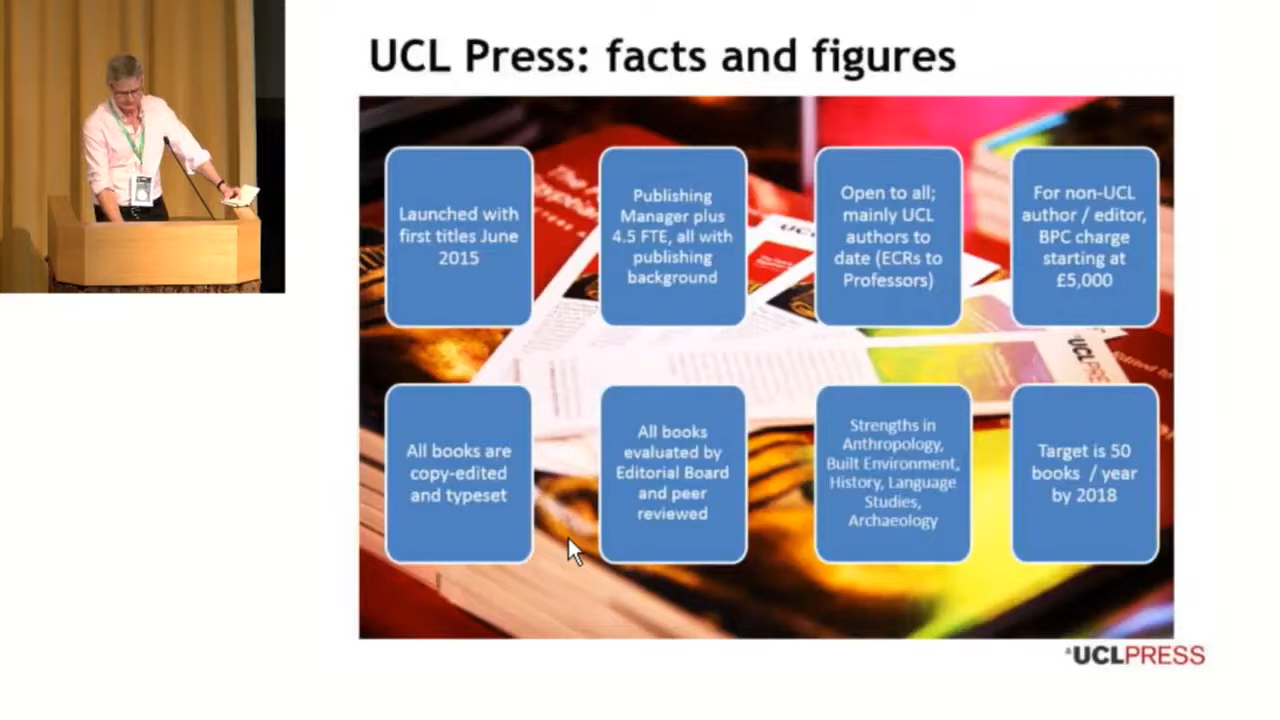 UCL Press: facts and figures
Launched with
first titles June
2015
Publishing
Manager plus
4.5 FTE, all with
publishing
background
Open to all;
mainly UCL
authors to
date (ECRs to
Professors)
For non-UCL
author / editor,
BPC charge
starting at
£5,000
All books are
copy-edited
and typeset
All books
evaluated by
Editorial Board
and peer
reviewed
Strengths in
Anthropology,
Built Environment,
History, Language
Studies,
Archaeology
Target is 50
books / year
by 2018
UCLPRESS